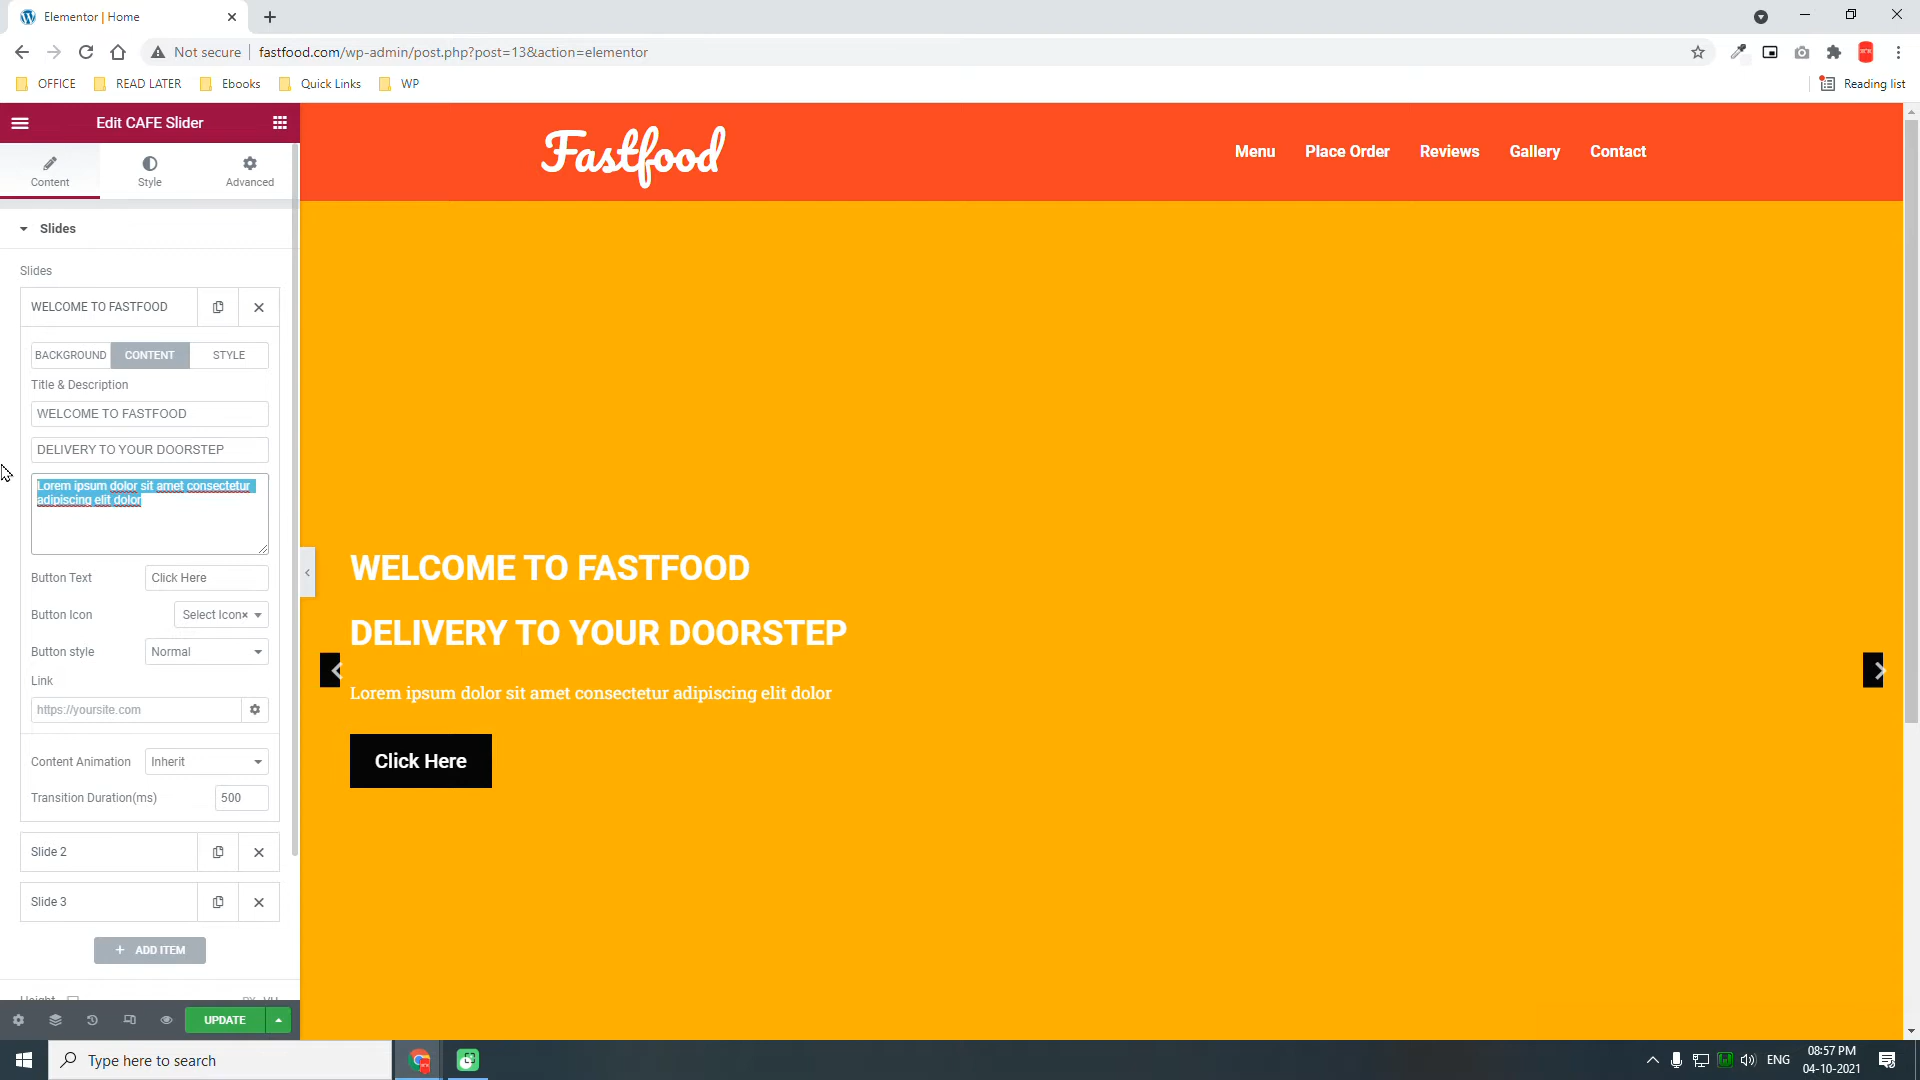 Elementor | Home
Not secure
fastfood.com/wp-admin/post.php?post=13&action=elementor
OFFICE
READ LATER
Ebooks
Quick Links
WP
Reading list
Edit CAFE Slider
Content
Style
Advanced
Slides
Slides
WELCOME TO FASTFOOD
BACKGROUND
CONTENT
STYLE
Title & Description
WELCOME TO FASTFOOD
DELIVERY TO YOUR DOORSTEP
Lorem ipsum dolor sit amet consectetur
adipiscing elit dolor
Button Text
Click Here
Button Icon
Select Icon×
Button style
Normal
Link
https://yoursite.com
Content Animation
Inherit
Transition Duration(ms)
500
Slide 2
Slide 3
+ ADD ITEM
UPDATE
Fastfood
Menu
Place Order
Reviews
Gallery
Contact
WELCOME TO FASTFOOD
DELIVERY TO YOUR DOORSTEP
Lorem ipsum dolor sit amet consectetur adipiscing elit dolor
Click Here
Type here to search
ENG
08:57 PM
04-10-2021